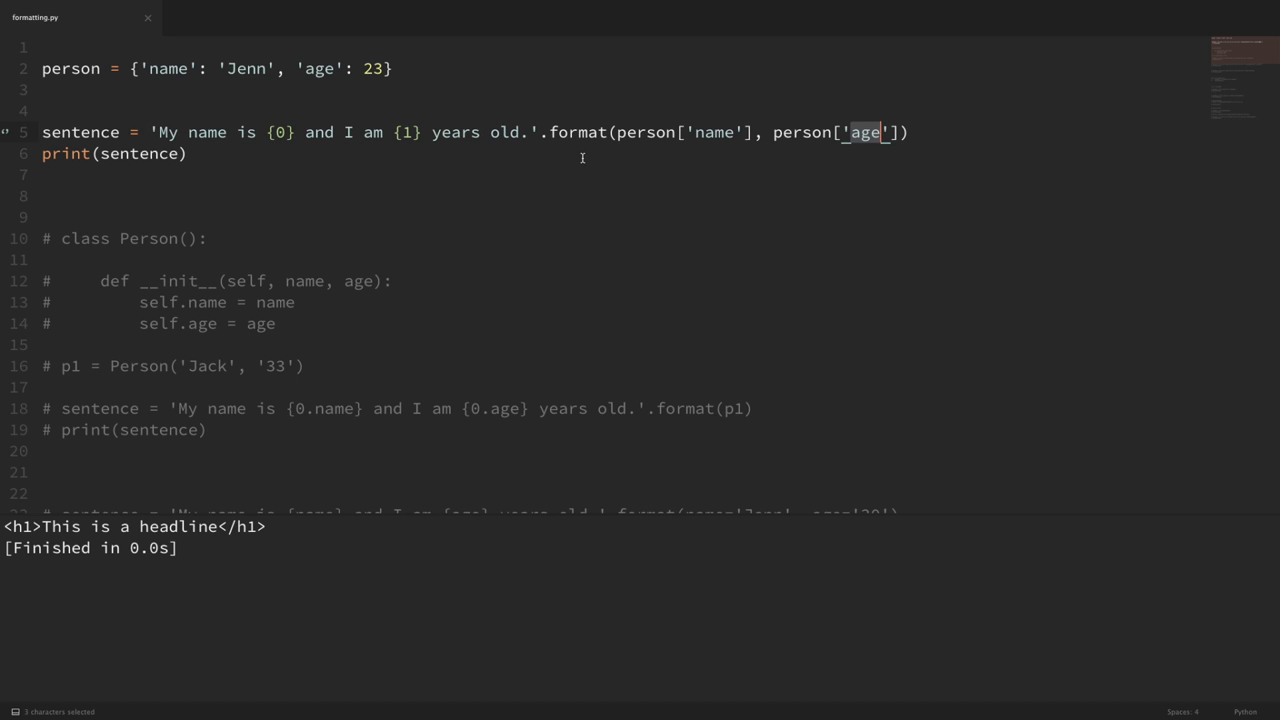 formatting.py ×
1
2 person = {'name': 'Jenn', 'age': 23}
3
4
5 sentence = 'My name is {0} and I am {1} years old.'.format(person['name'], person['age'])
6 print(sentence)
7
8
9
10 # class Person():
11
12 #     def __init__(self, name, age):
13 #         self.name = name
14 #         self.age = age
15
16 # p1 = Person('Jack', '33')
17
18 # sentence = 'My name is {0.name} and I am {0.age} years old.'.format(p1)
19 # print(sentence)
20
21
22
<h1>This is a headline</h1>
[Finished in 0.0s]
3 characters selected Spaces: 4 Python